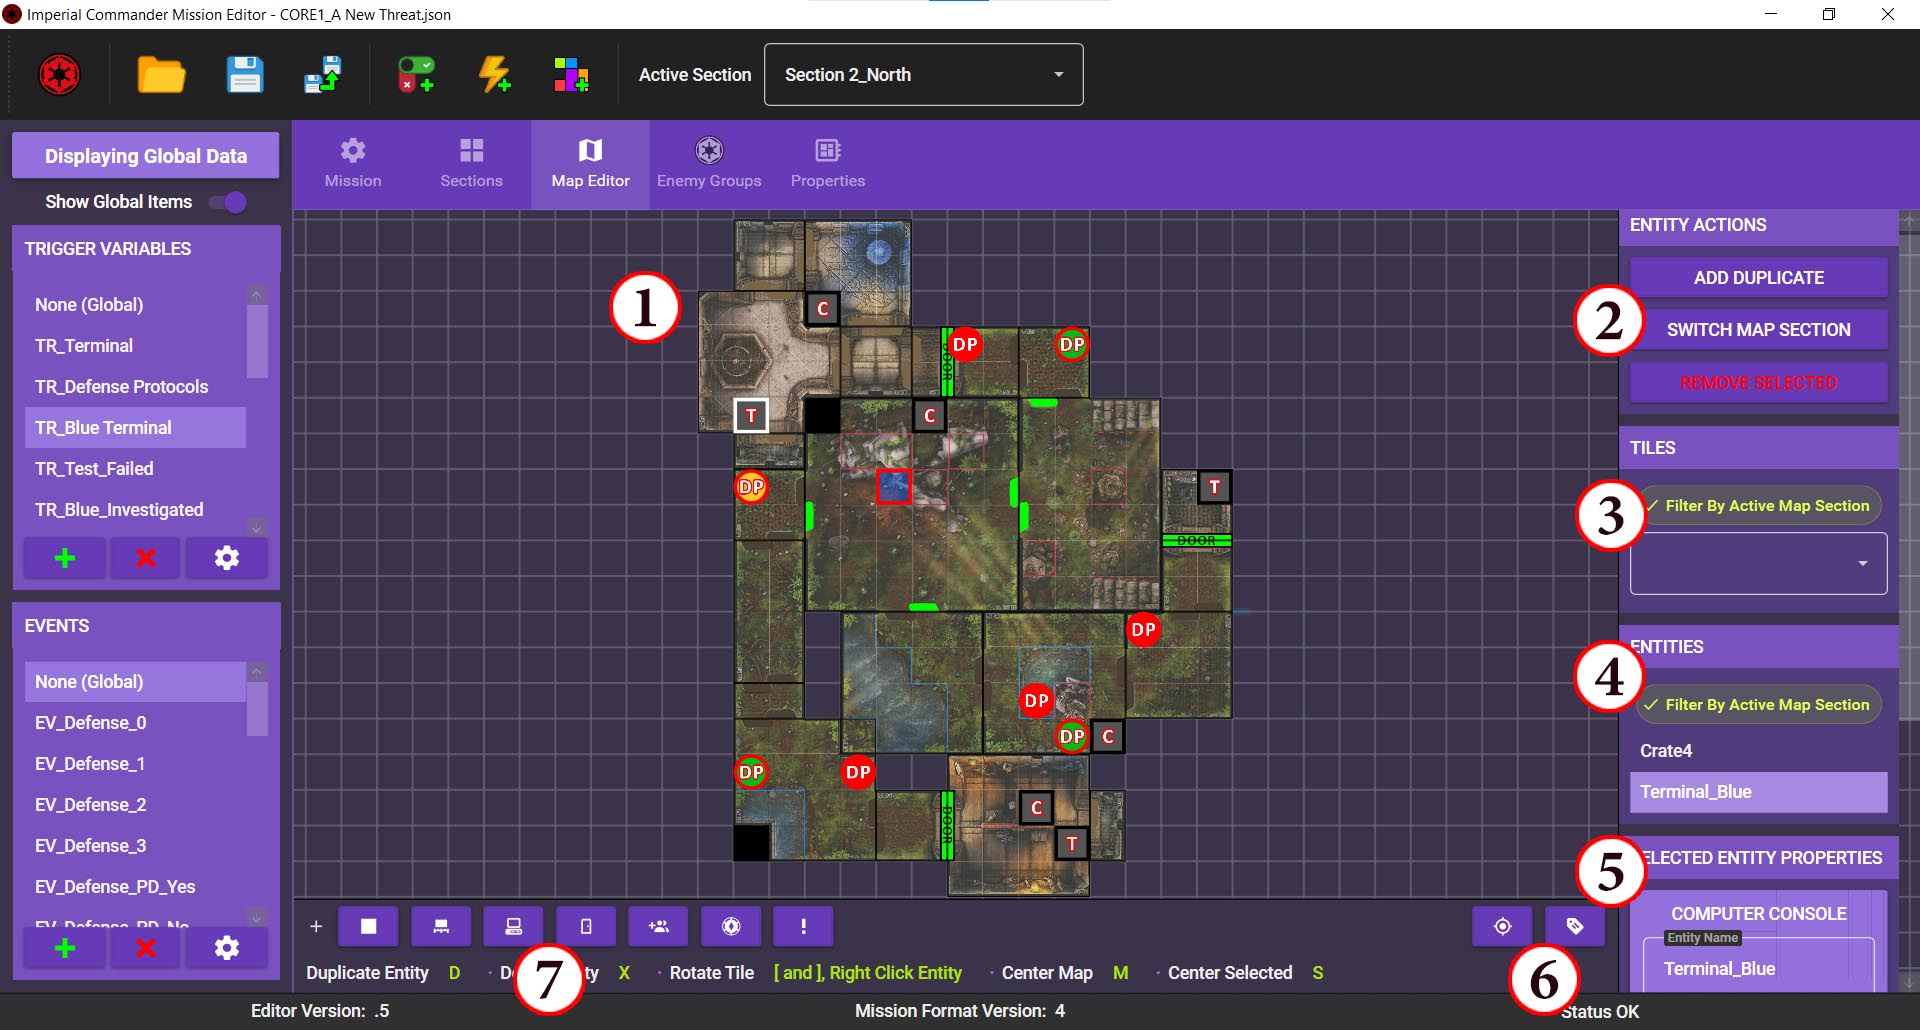 Imperial Commander Mission Editor - CORE1_A New Threat.json
Active Section
Section 2_North
Displaying Global Data
Show Global Items
TRIGGER VARIABLES
None (Global)
TR_Terminal
TR_Defense Protocols
TR_Blue Terminal
TR_Test_Failed
TR_Blue_Investigated
EVENTS
None (Global)
EV_Defense_0
EV_Defense_1
EV_Defense_2
EV_Defense_3
EV_Defense_PD_Yes
EV_Defense_PD_No
Mission
Sections
Map Editor
Enemy Groups
Properties
1
C
DP
DP
DOOR
T
C
DP
T
DOOR
DP
DP
DP
C
DP
DP
DOOR
C
T
ENTITY ACTIONS
ADD DUPLICATE
2
SWITCH MAP SECTION
REMOVE SELECTED
TILES
3
Filter By Active Map Section
ENTITIES
4
Filter By Active Map Section
Crate4
Terminal_Blue
5
ELECTED ENTITY PROPERTIES
COMPUTER CONSOLE
Entity Name
Terminal_Blue
Duplicate Entity D · De ty X · Rotate Tile [ and ], Right Click Entity · Center Map M · Center Selected S
7
6
Editor Version: .5
Mission Format Version: 4
Status OK